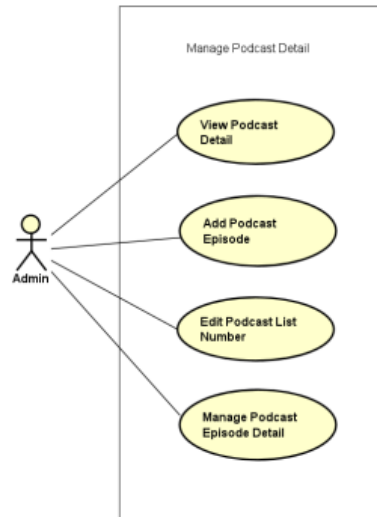 Manage Podcast Detail
View Podcast
Detail
Add Podcast
Episode
Admin
Edit Podcast List
Number
Manage Podcast
Episode Detail